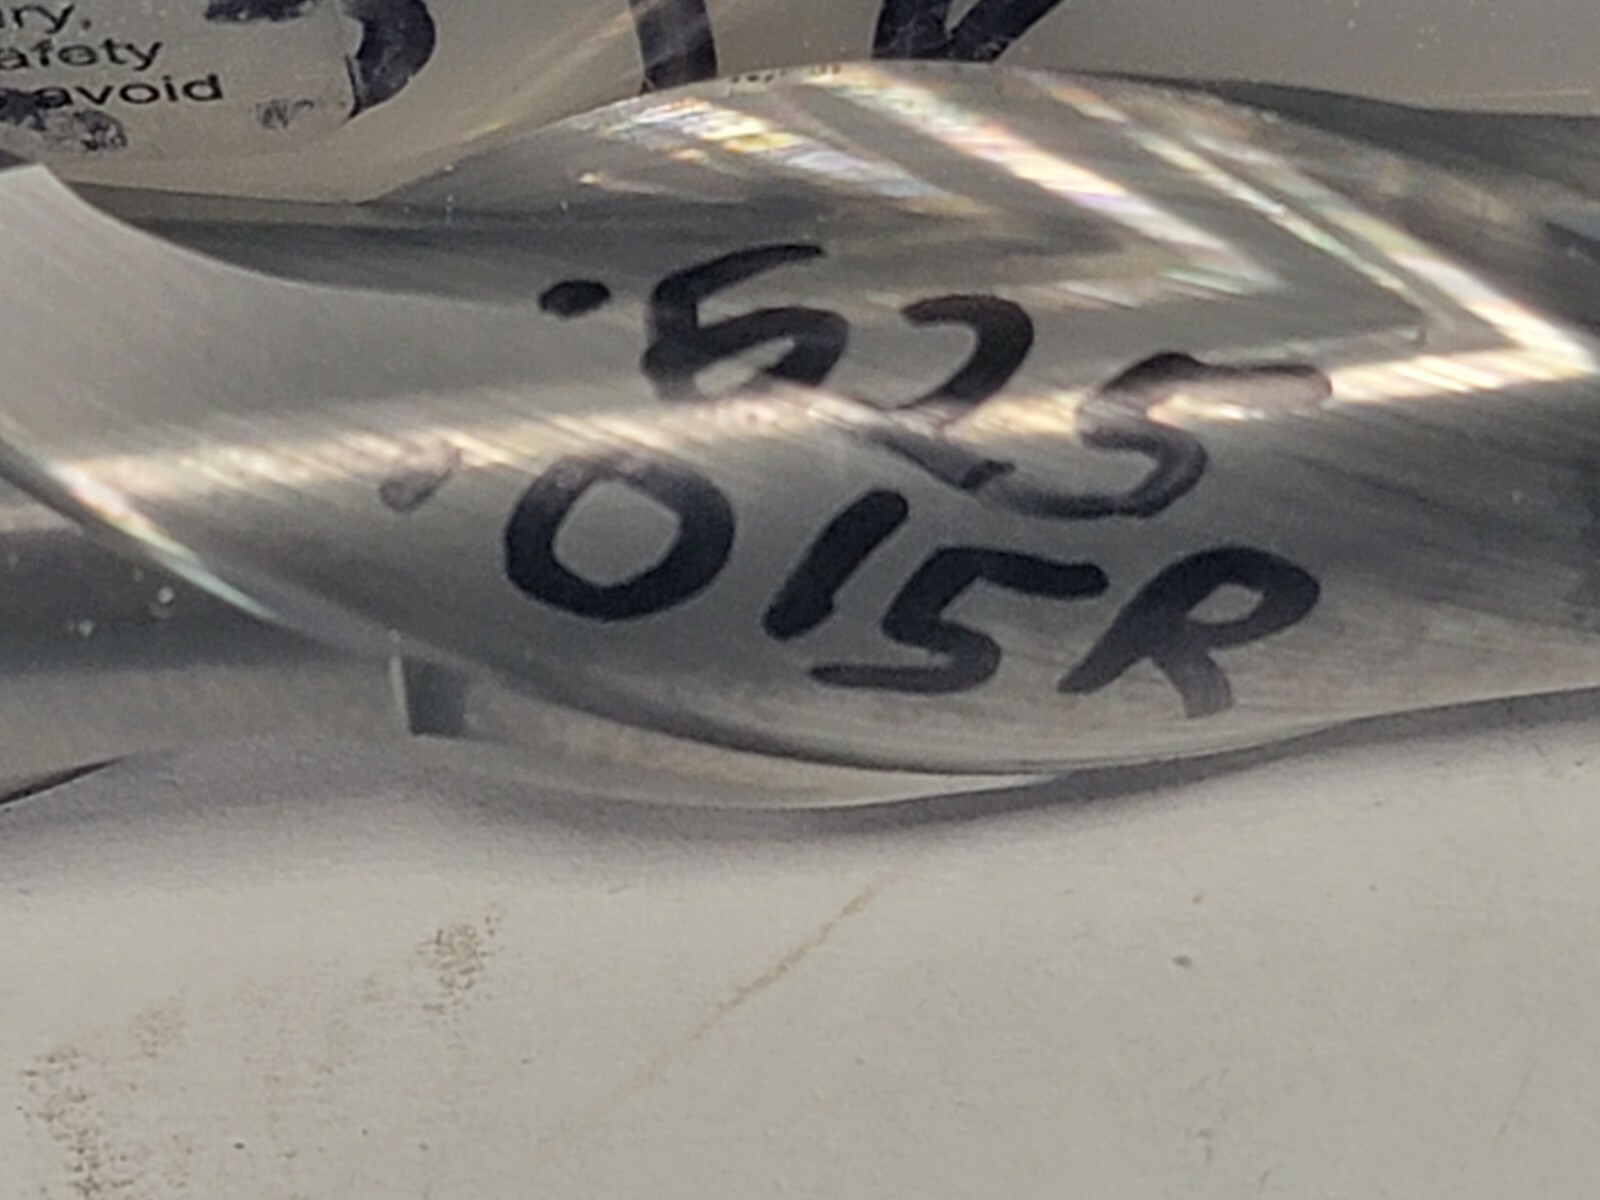 ry,
afety
avoid
.625
.015R